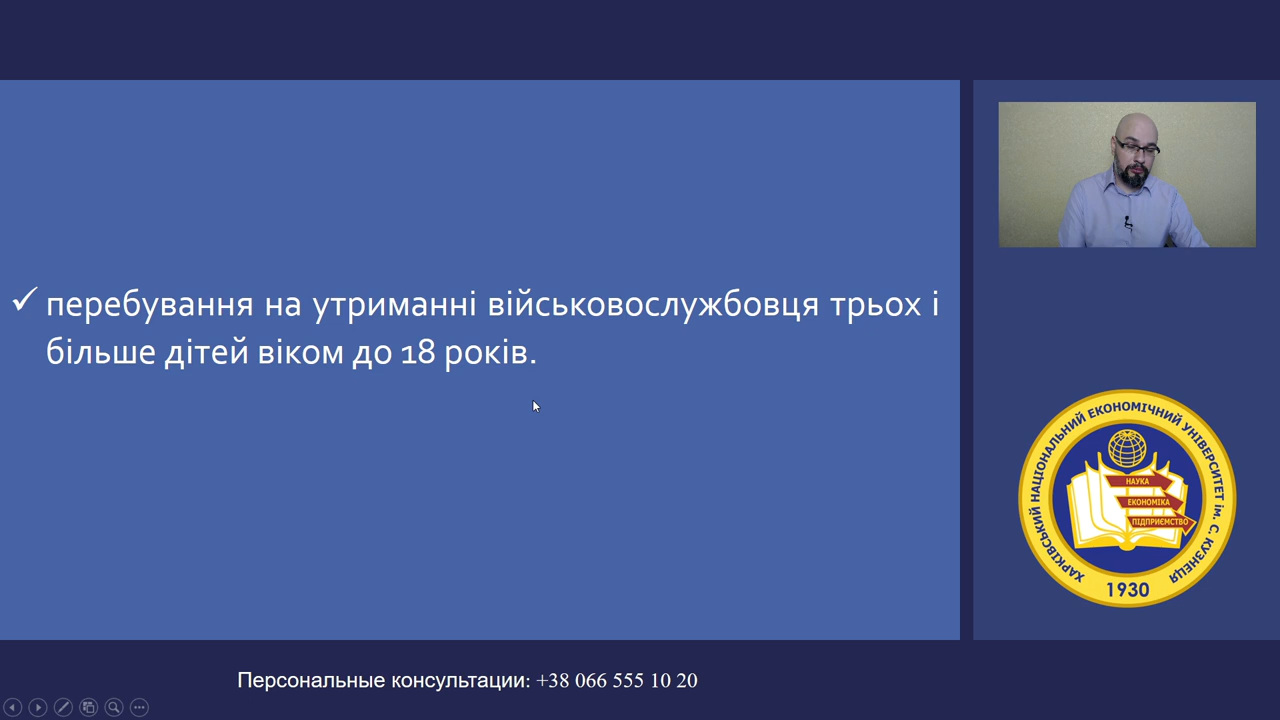 перебування на утриманні військовослужбовця трьох і
більше дітей віком до 18 років.
ХАРКІВСЬКИЙ НАЦІОНАЛЬНИЙ ЕКОНОМІЧНИЙ УНІВЕРСИТЕТ ім. С. КУЗНЕЦЯ
НАУКА
ЕКОНОМІКА
ПІДПРИЄМСТВО
1930
Персональные консультации: +38 066 555 10 20